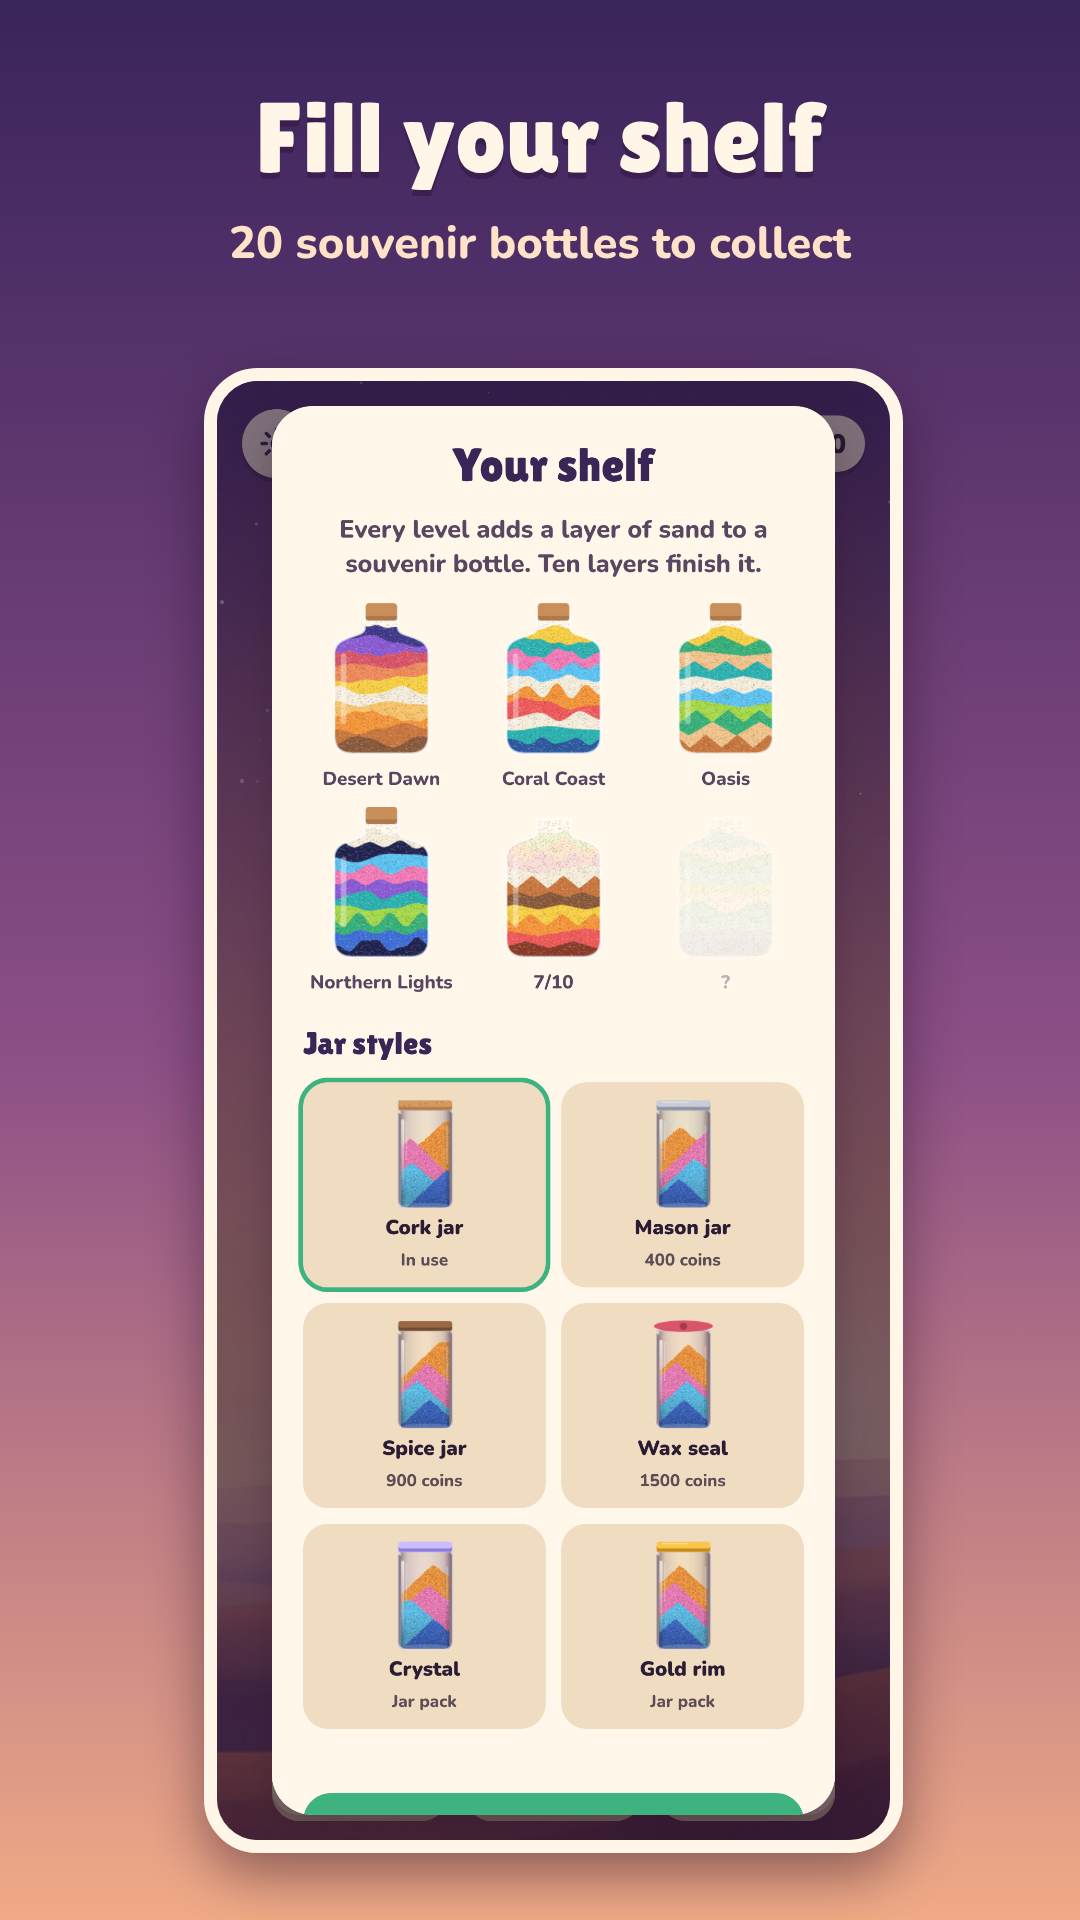 Fill your shelf
20 souvenir bottles to collect
Your shelf
Every level adds a layer of sand to a
souvenir bottle. Ten layers finish it.
Desert Dawn
Coral Coast
Oasis
Northern Lights
7/10
?
Jar styles
Cork jar
In use
Mason jar
400 coins
Spice jar
900 coins
Wax seal
1500 coins
Crystal
Jar pack
Gold rim
Jar pack